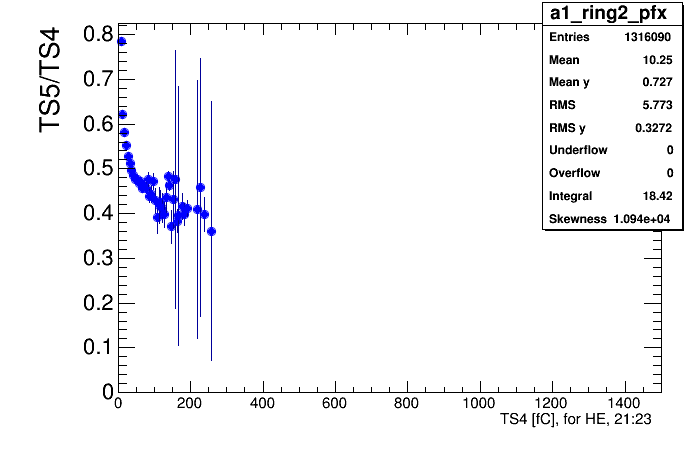 a1_ring2_pfx
Entries 1316090
Mean 10.25
Mean y 0.727
RMS 5.773
RMS y 0.3272
Underflow 0
Overflow 0
Integral 18.42
Skewness 1.094e+04
TS5/TS4
0.8
0.7
0.6
0.5
0.4
0.3
0.2
0.1
0
0 200 400 600 800 1000 1200 1400
TS4 [fC], for HE, 21:23